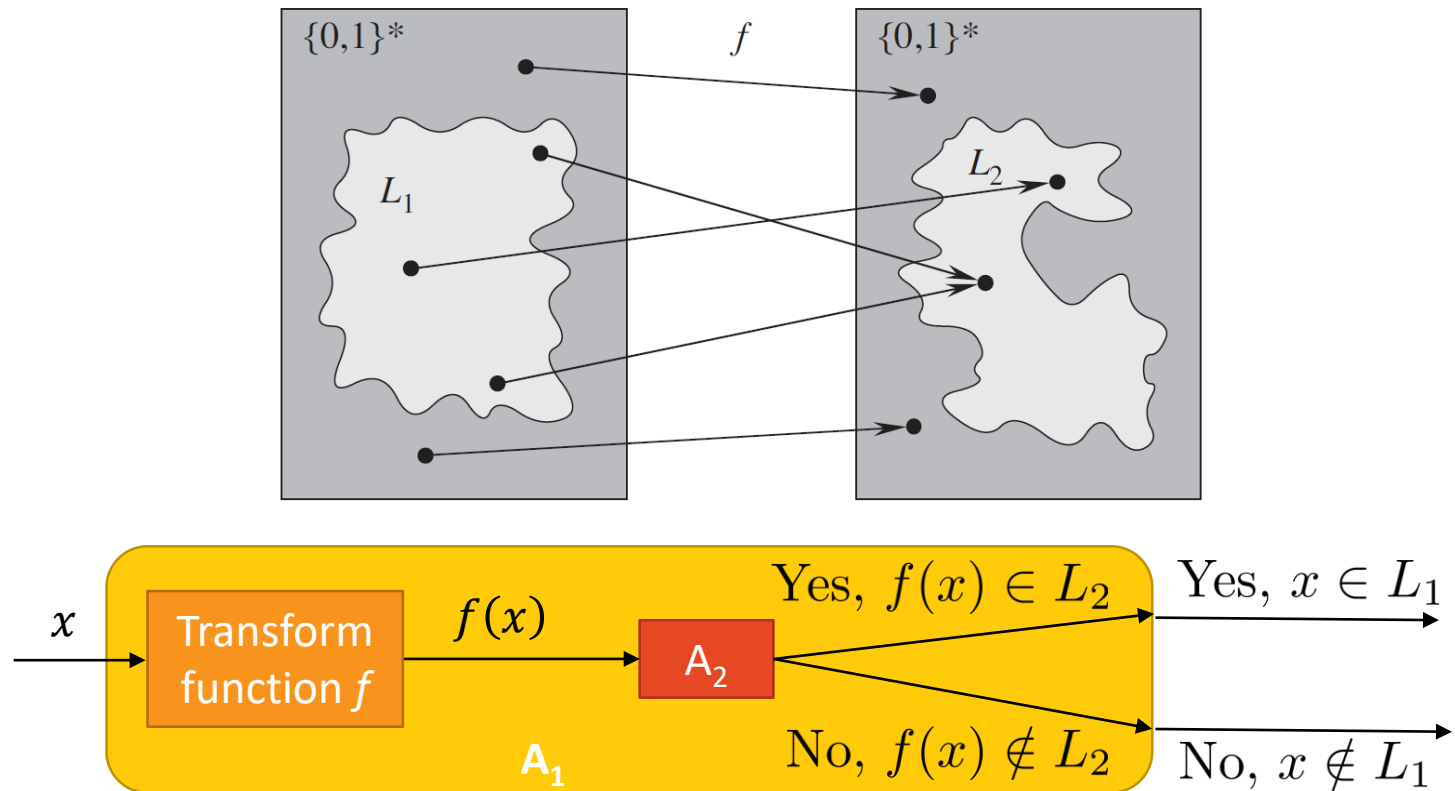 {0,1}*
f
{0,1}*
L₁
L₂
x
Transform
function f
f(x)
A₂
Yes, f(x) ∈ L₂
No, f(x) ∉ L₂
A₁
Yes, x ∈ L₁
No, x ∉ L₁